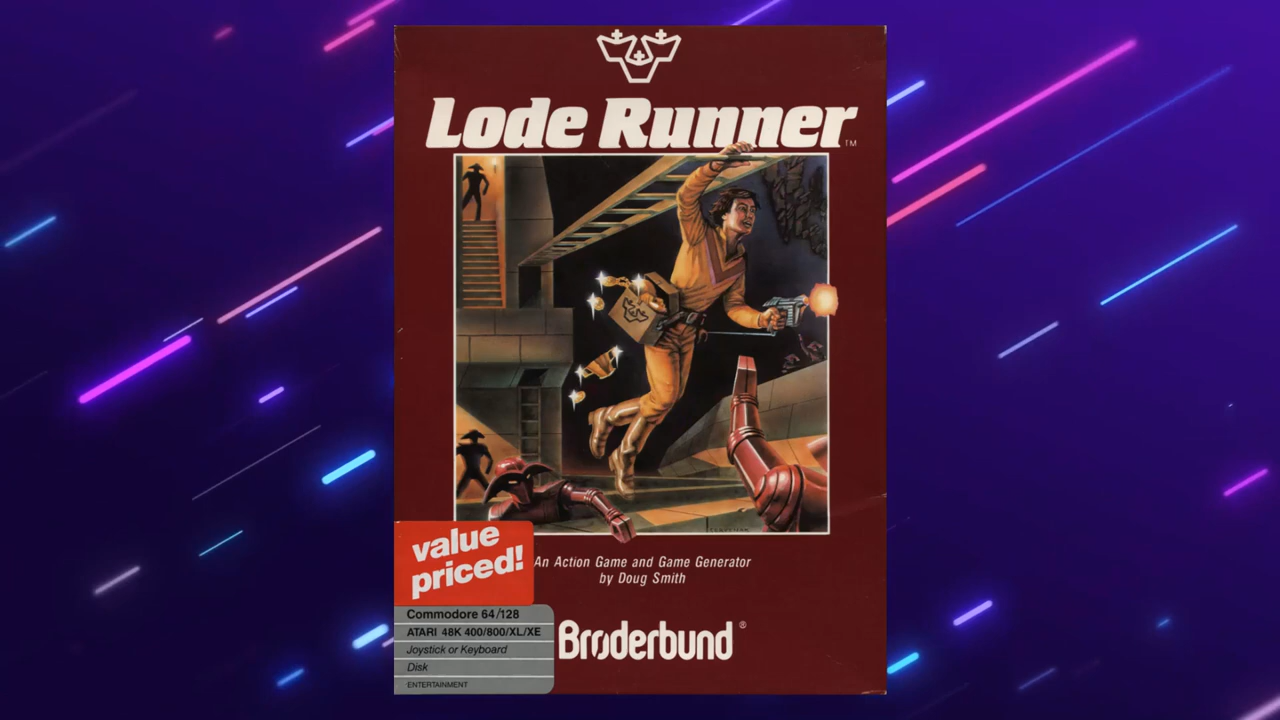 Lode Runner™
value
priced!
An Action Game and Game Generator
by Doug Smith
Commodore 64/128
ATARI 48K 400/800/XL/XE
Joystick or Keyboard
Disk
ENTERTAINMENT
Brøderbund®